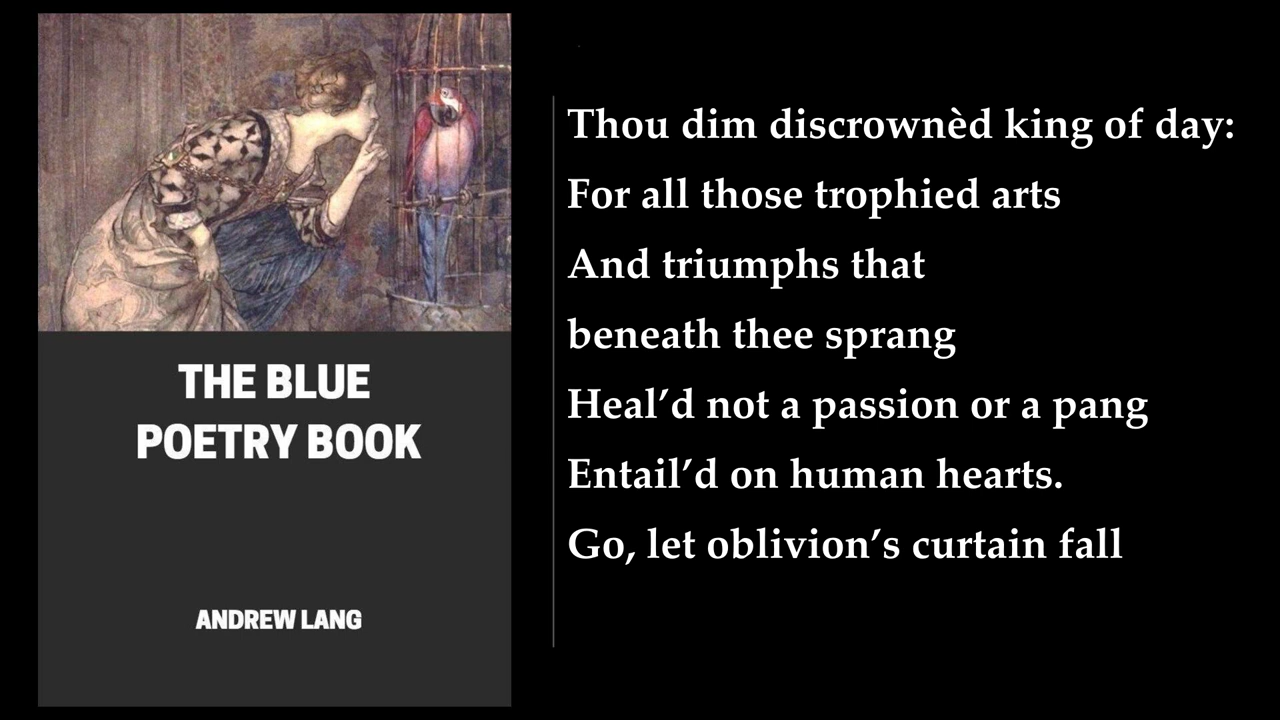 THE BLUE
POETRY BOOK
ANDREW LANG
Thou dim discrownèd king of day:
For all those trophied arts
And triumphs that
beneath thee sprang
Heal’d not a passion or a pang
Entail’d on human hearts.
Go, let oblivion’s curtain fall